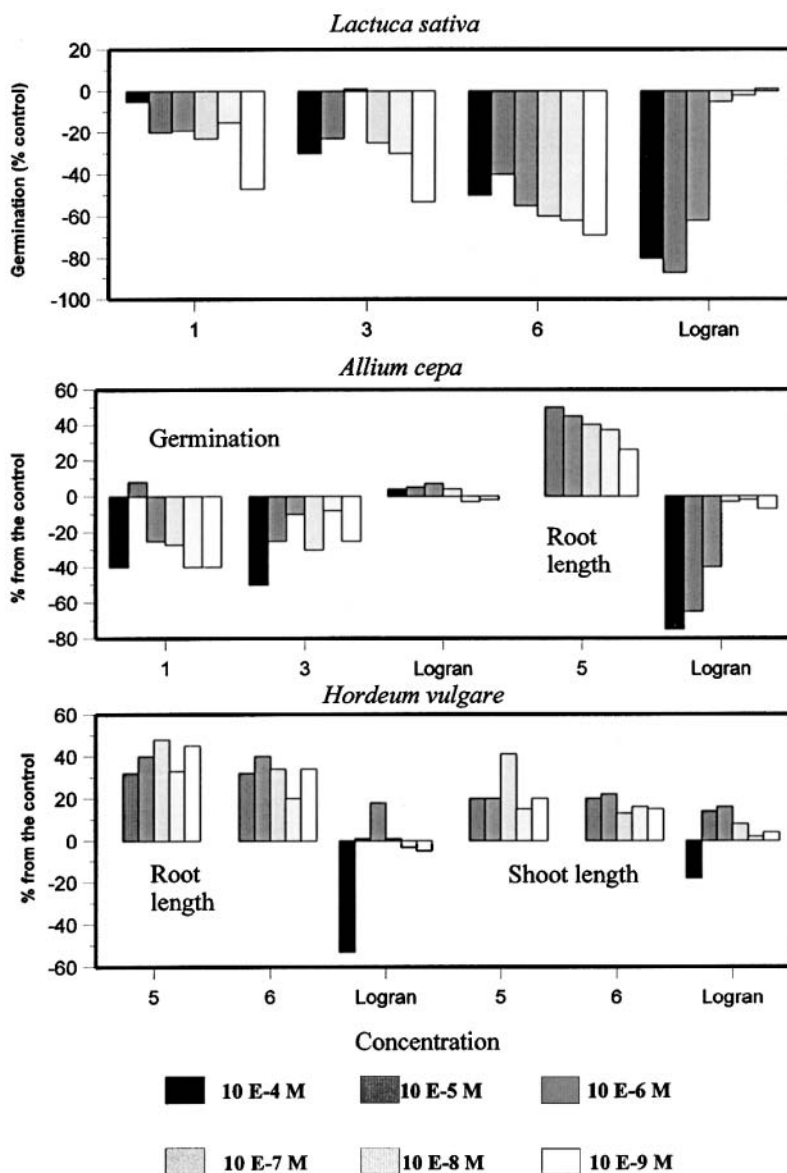 Lactuca sativa
Germination (% control)
20
0
-20
-40
-60
-80
-100
1 3 6 Logran
Allium cepa
% from the control
60
40
20
0
-20
-40
-60
-80
Germination
Root
length
1 3 Logran 5 Logran
Hordeum vulgare
% from the control
60
40
20
0
-20
-40
-60
Root
length
Shoot length
5 6 Logran 5 6 Logran
Concentration
10 E-4 M 10 E-5 M 10 E-6 M
10 E-7 M 10 E-8 M 10 E-9 M